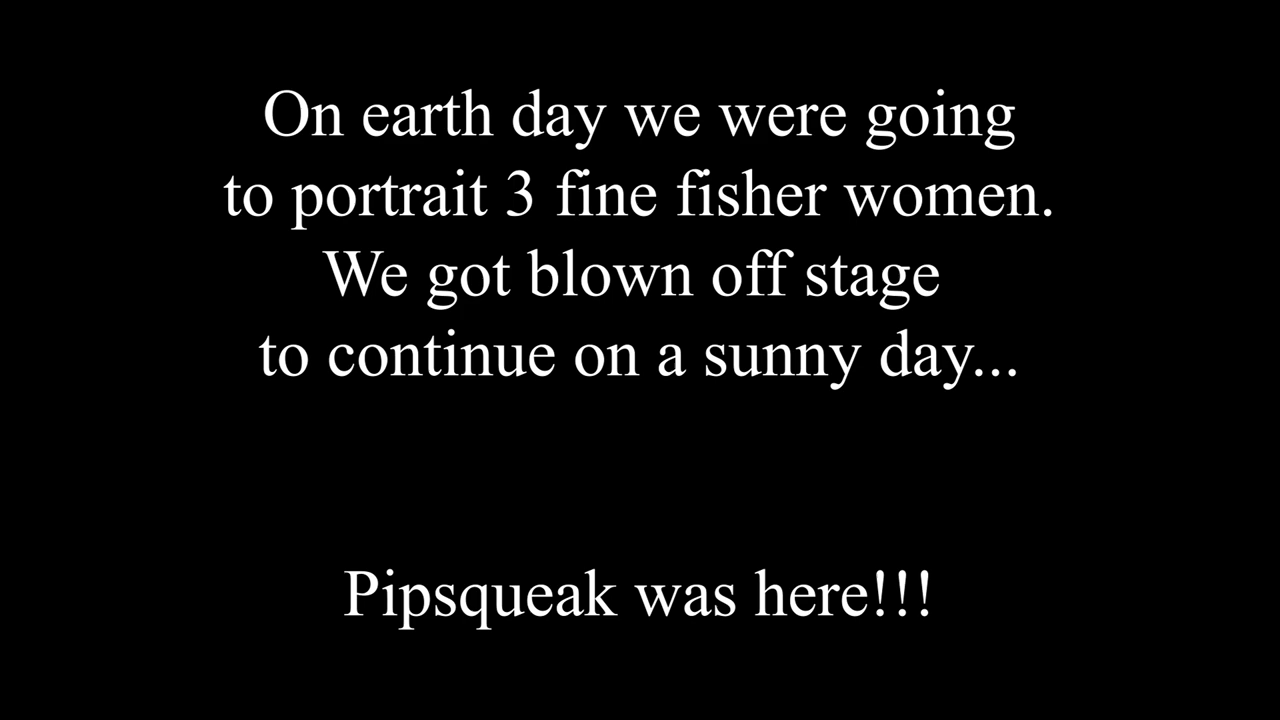 On earth day we were going
to portrait 3 fine fisher women.
We got blown off stage
to continue on a sunny day...
Pipsqueak was here!!!